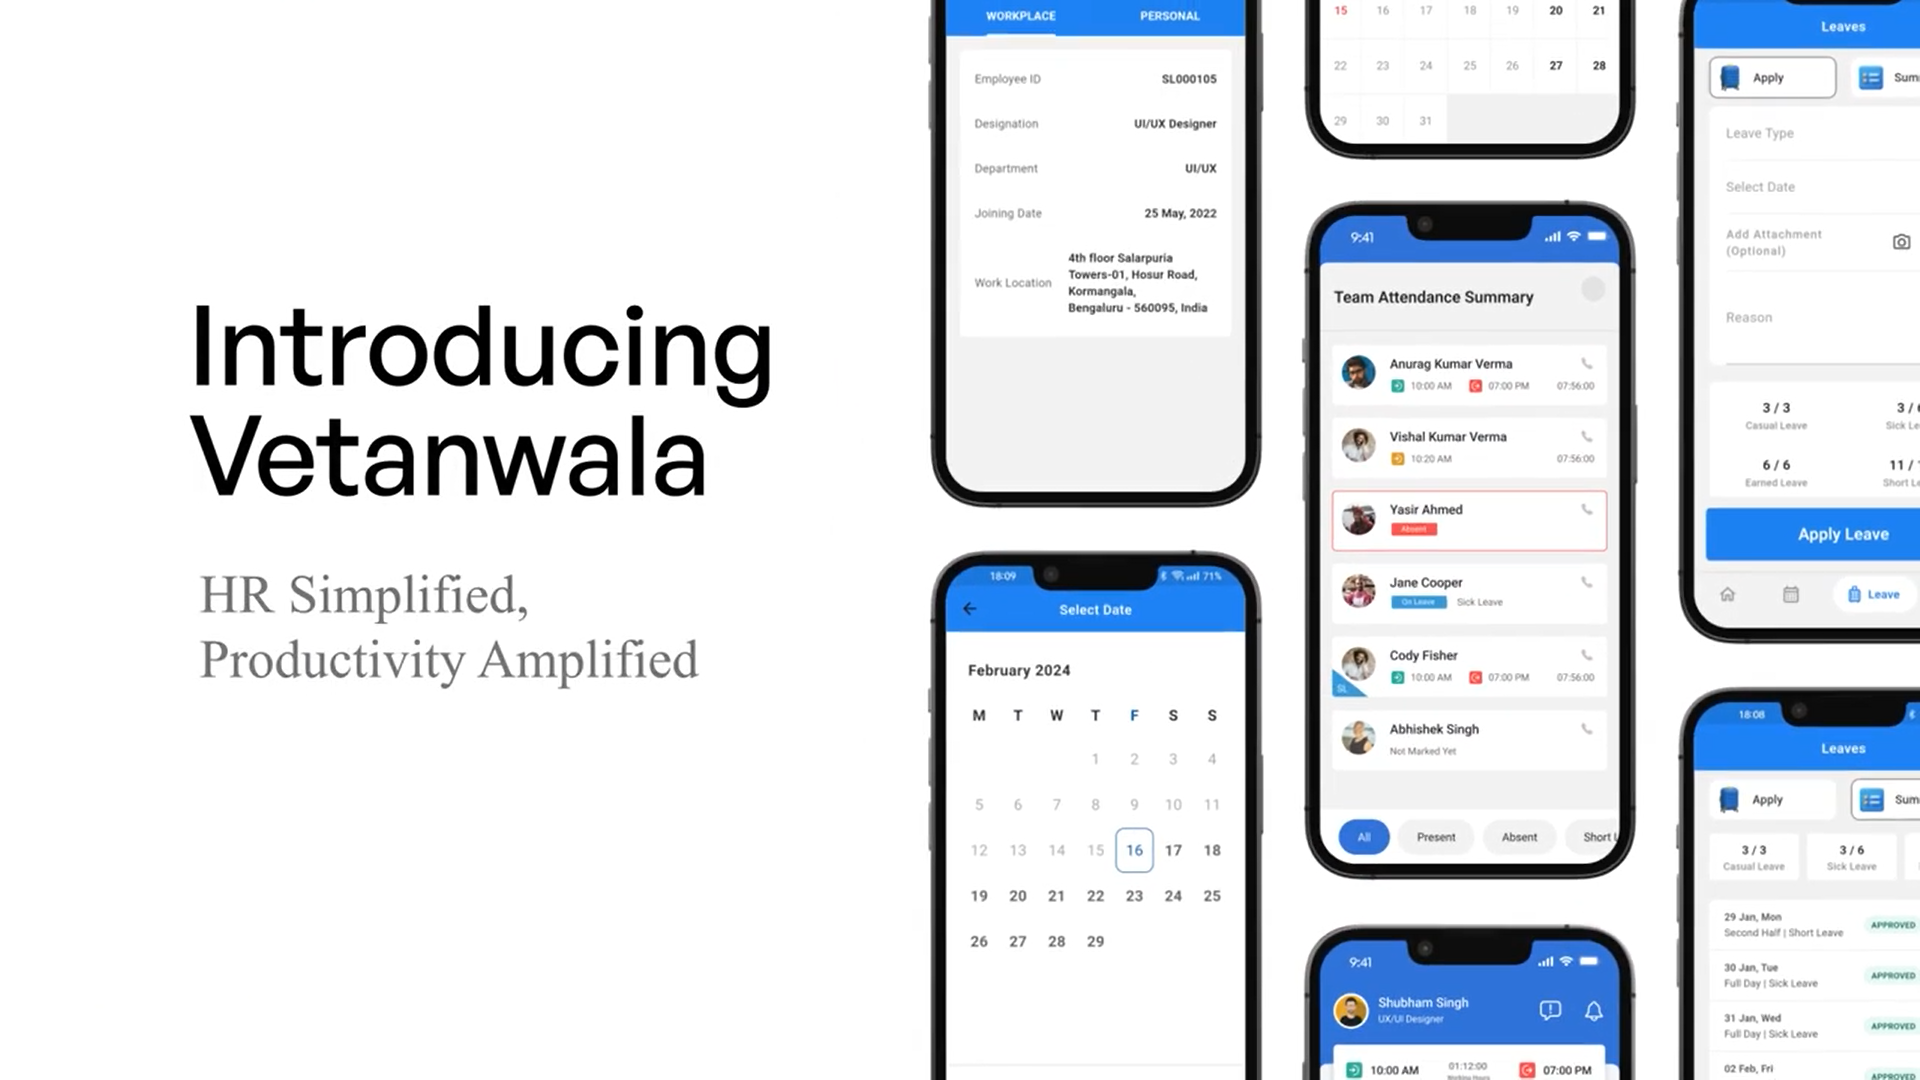 Introducing
Vetanwala
HR Simplified,
Productivity Amplified
WORKPLACE PERSONAL
Employee ID SL000105
Designation UI/UX Designer
Department UI/UX
Joining Date 25 May, 2022
Work Location
4th floor Salarpuria
Towers-01, Hosur Road,
Kormangala,
Bengaluru - 560095, India
18:09 71%
Select Date
February 2024
M T W T F S S
1 2 3 4
5 6 7 8 9 10 11
12 13 14 15 16 17 18
19 20 21 22 23 24 25
26 27 28 29
15 16 17 18 19 20 21
22 23 24 25 26 27 28
29 30 31
9:41
Team Attendance Summary
Anurag Kumar Verma
10:00 AM 07:00 PM 07:56:00
Vishal Kumar Verma
10:20 AM 07:56:00
Yasir Ahmed
Absent
Jane Cooper
On Leave Sick Leave
Cody Fisher
10:00 AM 07:00 PM 07:56:00
SL
Abhishek Singh
Not Marked Yet
All Present Absent Short
9:41
Shubham Singh
UX/UI Designer
10:00 AM 01:12:00 07:00 PM
Working Hours
Leaves
Apply Sum
Leave Type
Select Date
Add Attachment
(Optional)
Reason
3 / 3 3 /
Casual Leave Sick Le
6 / 6 11 /
Earned Leave Short L
Apply Leave
Leave
18:08
Leaves
Apply Sum
3 / 3 3 / 6
Casual Leave Sick Leave
29 Jan, Mon
Second Half | Short Leave APPROVED
30 Jan, Tue
Full Day | Sick Leave APPROVED
31 Jan, Wed
Full Day | Sick Leave APPROVED
02 Feb, Fri
APPROVED